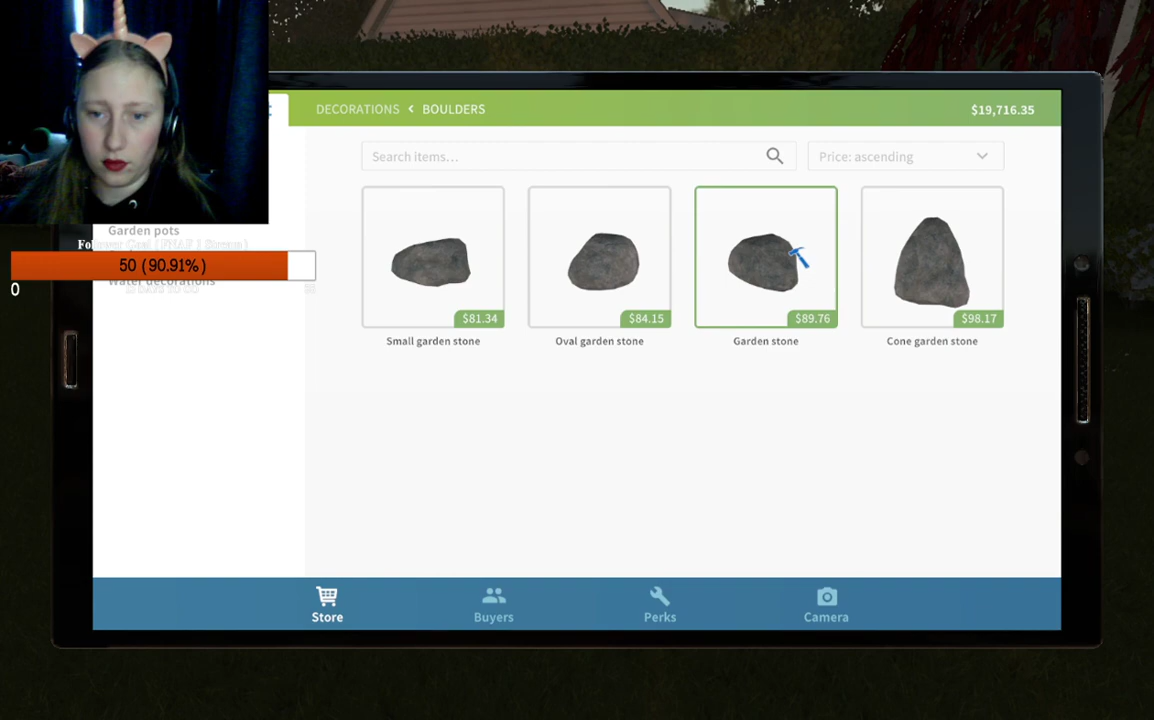 DECORATIONS < BOULDERS
$19,716.35
Search items...
Price: ascending
Garden pots
50 (90.91%)
0
Water decorations
$81.34
$84.15
$89.76
$98.17
Small garden stone
Oval garden stone
Garden stone
Cone garden stone
Store
Buyers
Perks
Camera